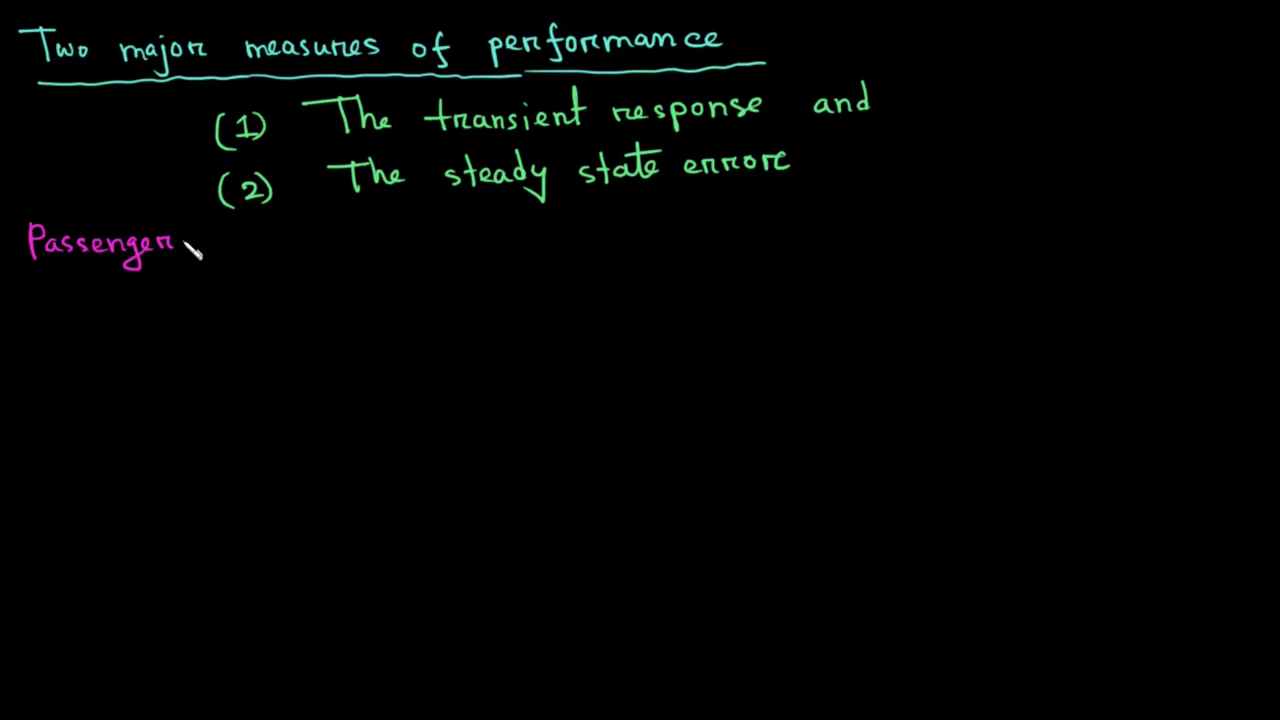 Two major measures of performance
(1) The transient response and
(2) The steady state error
Passenger